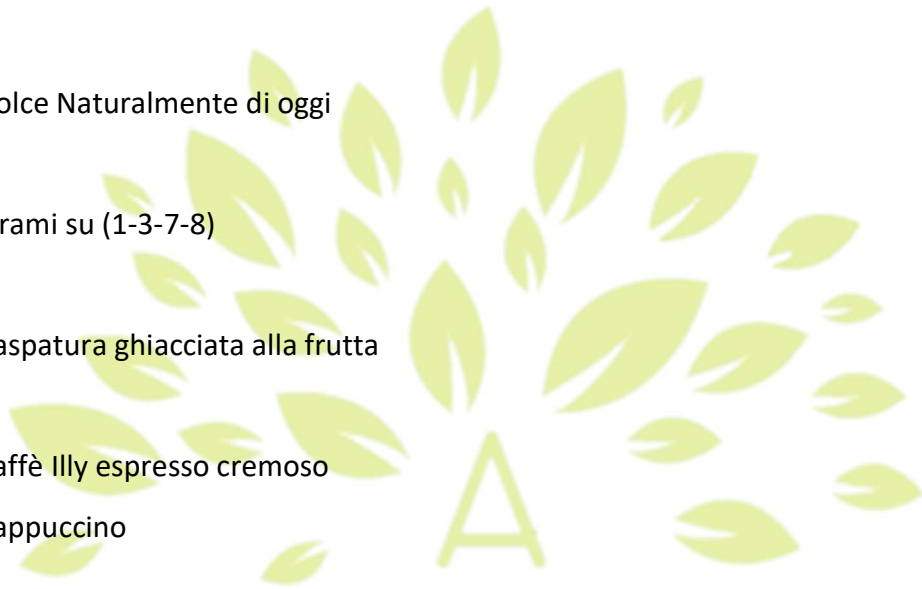 olce Naturalmente di oggi
rami su (1-3-7-8)
aspatura ghiacciata alla frutta
affè Illy espresso cremoso
appuccino
A